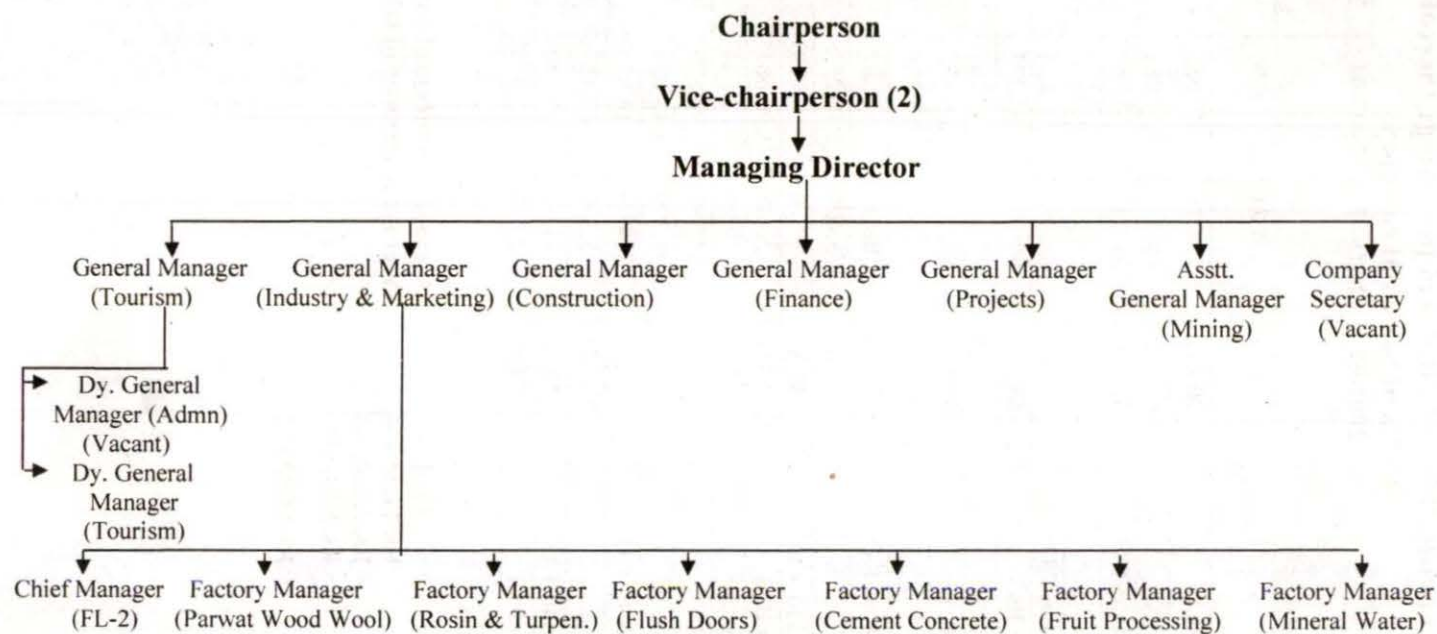 Chairperson
Vice-chairperson (2)
Managing Director
General Manager
(Tourism)
General Manager
(Industry & Marketing)
General Manager
(Construction)
General Manager
(Finance)
General Manager
(Projects)
Asstt.
General Manager
(Mining)
Company
Secretary
(Vacant)
Dy. General
Manager (Admn)
(Vacant)
Dy. General
Manager
(Tourism)
Chief Manager
(FL-2)
Factory Manager
(Parwat Wood Wool)
Factory Manager
(Rosin & Turpen.)
Factory Manager
(Flush Doors)
Factory Manager
(Cement Concrete)
Factory Manager
(Fruit Processing)
Factory Manager
(Mineral Water)